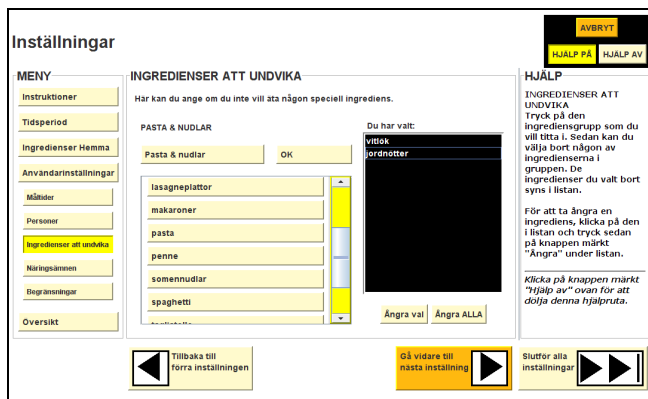 Inställningar
AVBRYT
HJÄLP PÅ
HJÄLP AV
MENY
Instruktioner
Tidsperiod
Ingredienser Hemma
Användarinställningar
Måltider
Personer
Ingredienser att undvika
Näringsämnen
Begränsningar
Oversikt
INGREDIENSER ATT UNDVIKA
Här kan du ange om du inte vill äta någon speciell ingrediens.
PASTA & NUDLAR
Pasta & nudlar
OK
lasagneplattor
makaroner
pasta
penne
somennudlar
spaghetti
Du har valt:
vitlök
jordnötter
Ångra val
Ångra ALLA
HJÄLP
INGREDIENSER ATT
UNDVIKA
Tryck på den
ingrediensgrupp som du
vill titta i. Sedan kan du
välja bort någon av
ingredienserna i
gruppen. De
ingredienser du valt bort
syns i listan.
För att ta ångra en
ingrediens, klicka på den
i listan och tryck sedan
på knappen märkt
"Ångra" under listan.
Klicka på knappen märkt
"Hjälp av" ovan för att
dölja denna hjälpruta.
Tillbaka till
förra inställningen
Gå vidare till
nästa inställning
Slutför alla
inställningar